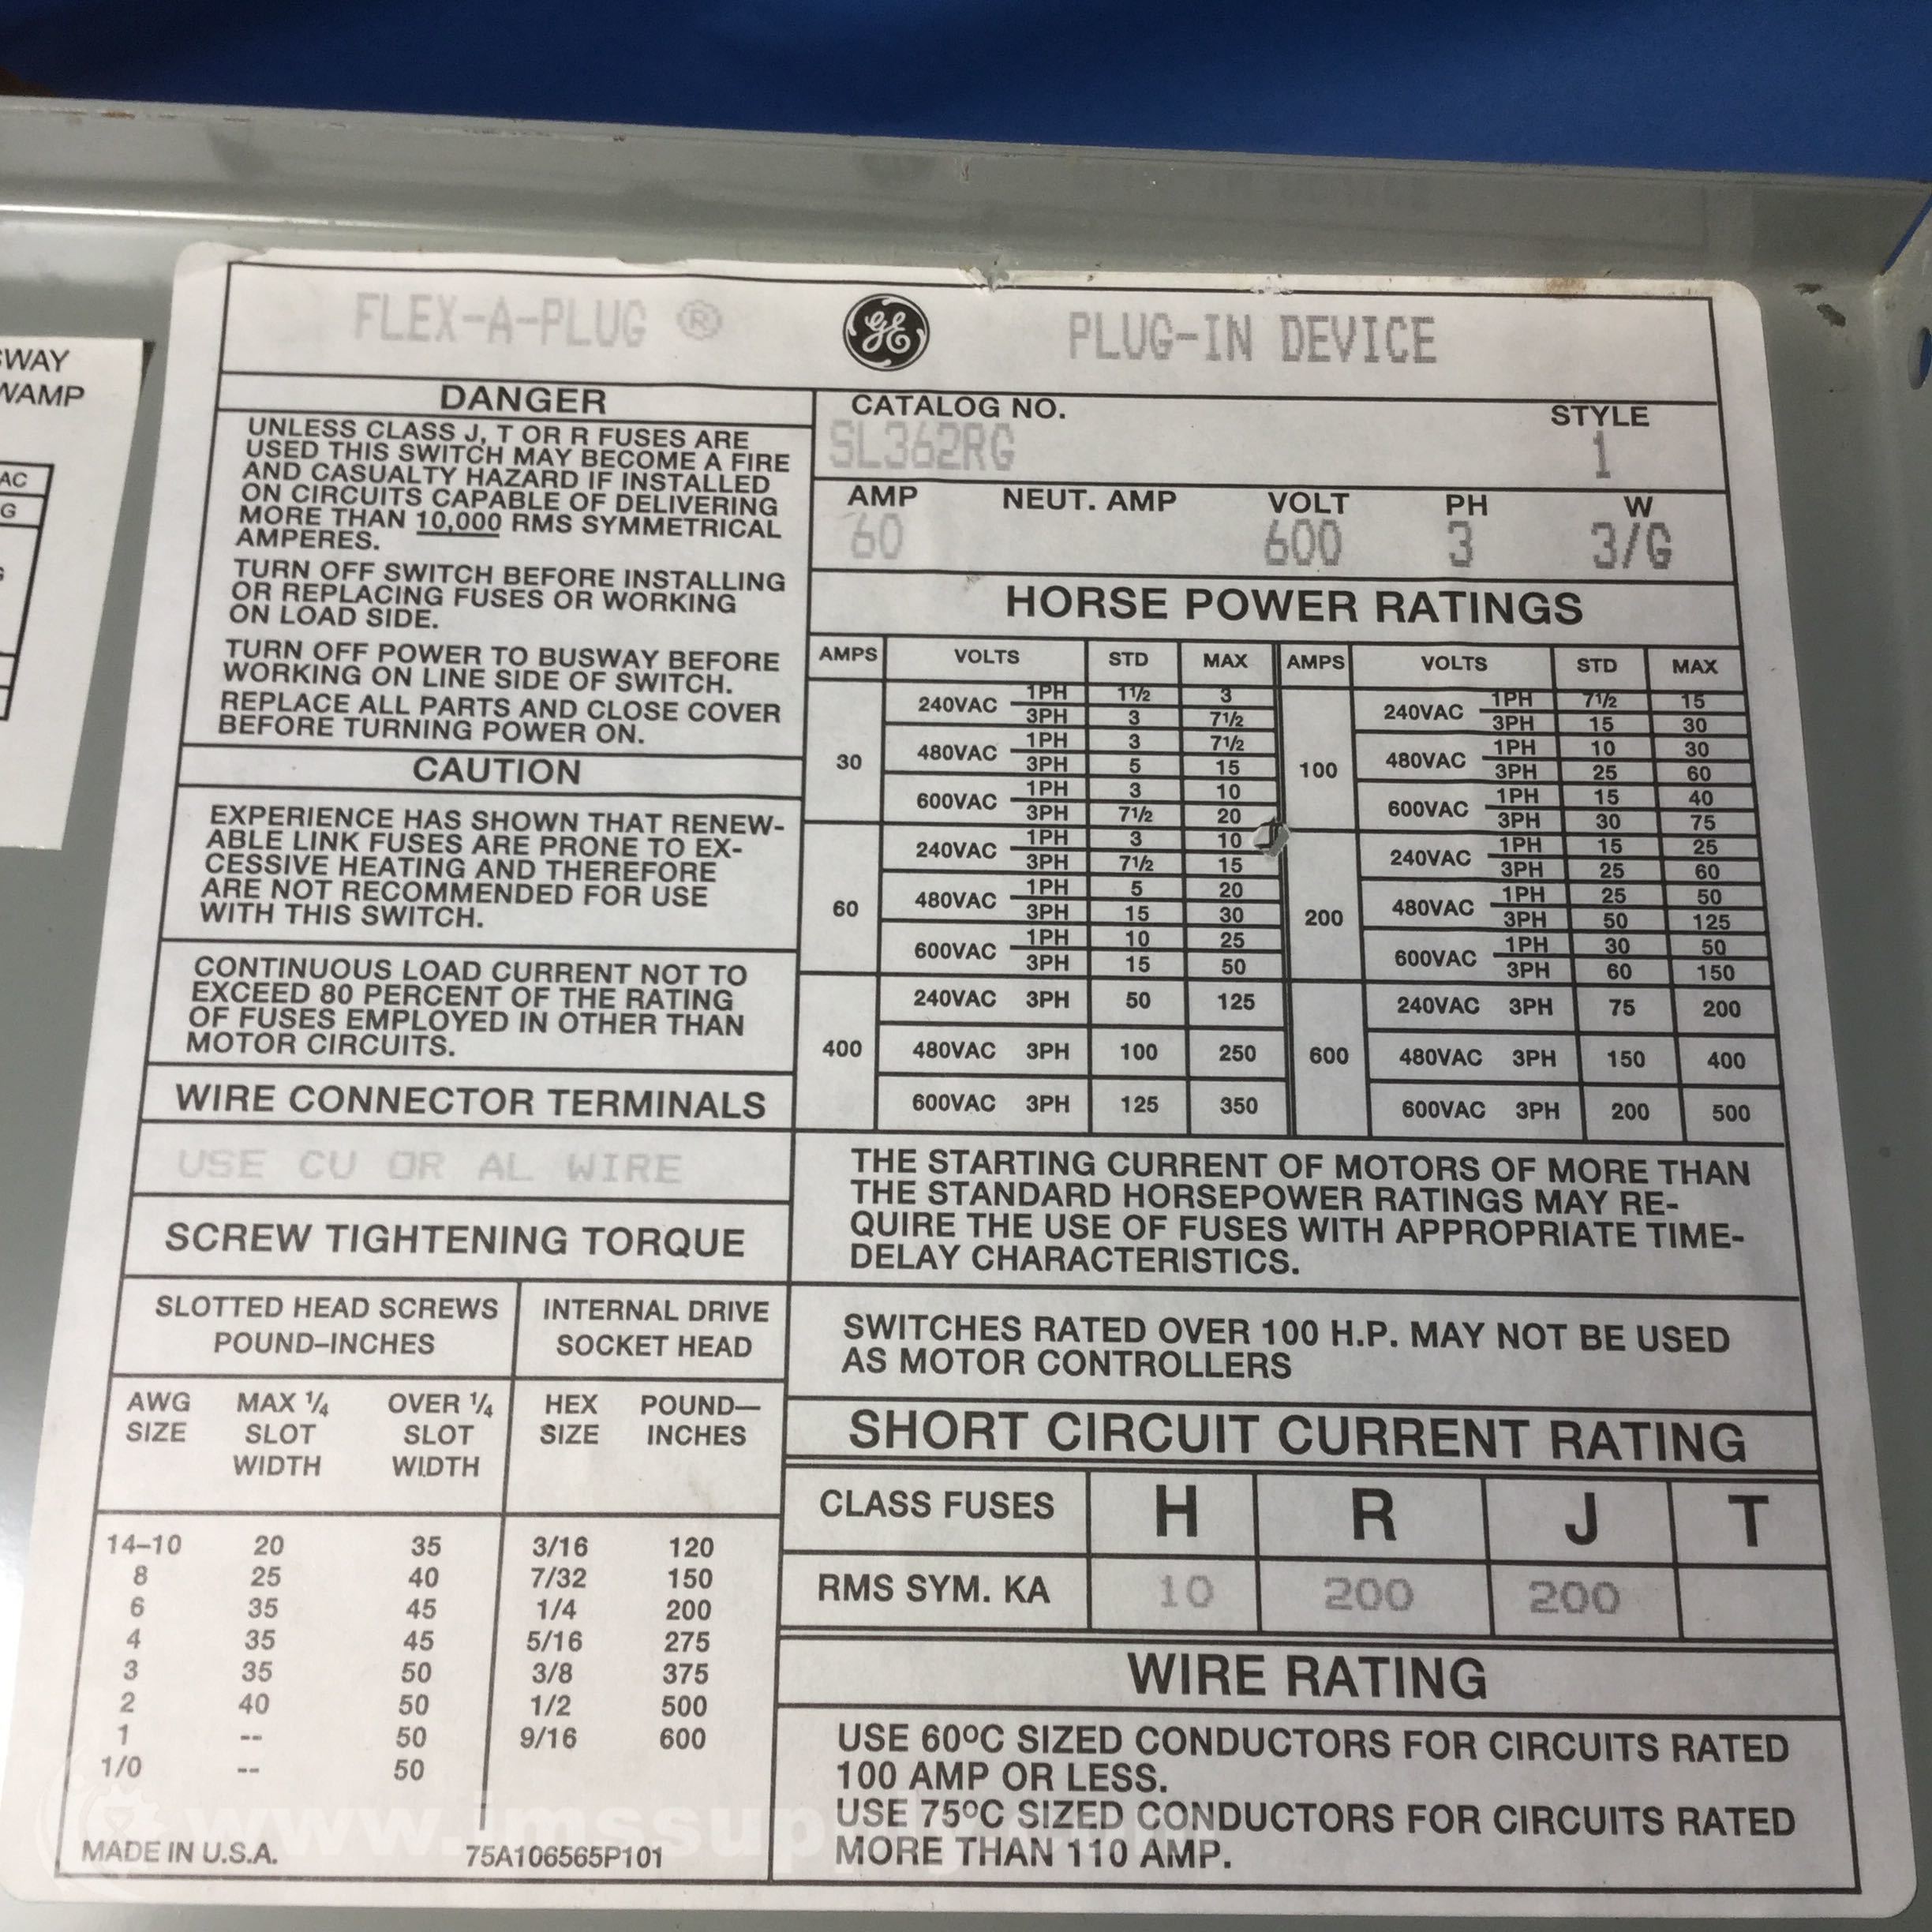 SWAY
WAMP
AC
G
FLEX-A-PLUG ® GE PLUG-IN DEVICE
DANGER
UNLESS CLASS J, T OR R FUSES ARE
USED THIS SWITCH MAY BECOME A FIRE
AND CASUALTY HAZARD IF INSTALLED
ON CIRCUITS CAPABLE OF DELIVERING
MORE THAN 10,000 RMS SYMMETRICAL
AMPERES.
TURN OFF SWITCH BEFORE INSTALLING
OR REPLACING FUSES OR WORKING
ON LOAD SIDE.
TURN OFF POWER TO BUSWAY BEFORE
WORKING ON LINE SIDE OF SWITCH.
REPLACE ALL PARTS AND CLOSE COVER
BEFORE TURNING POWER ON.
CAUTION
EXPERIENCE HAS SHOWN THAT RENEW-
ABLE LINK FUSES ARE PRONE TO EX-
CESSIVE HEATING AND THEREFORE
ARE NOT RECOMMENDED FOR USE
WITH THIS SWITCH.
CONTINUOUS LOAD CURRENT NOT TO
EXCEED 80 PERCENT OF THE RATING
OF FUSES EMPLOYED IN OTHER THAN
MOTOR CIRCUITS.
WIRE CONNECTOR TERMINALS
USE CU OR AL WIRE
SCREW TIGHTENING TORQUE
SLOTTED HEAD SCREWS
POUND–INCHES
INTERNAL DRIVE
SOCKET HEAD
AWG MAX 1/4 OVER 1/4 HEX POUND—
SIZE SLOT SLOT SIZE INCHES
WIDTH WIDTH
14–10 20 35 3/16 120
8 25 40 7/32 150
6 35 45 1/4 200
4 35 45 5/16 275
3 35 50 3/8 375
2 40 50 1/2 500
1 -- 50 9/16 600
1/0 -- 50
MADE IN U.S.A. 75A106565P101
CATALOG NO. STYLE
SL362RG 1
AMP NEUT. AMP VOLT PH W
60 600 3 3/G
HORSE POWER RATINGS
AMPS VOLTS STD MAX
30
240VAC 1PH 1½ 3
3PH 3 7½
480VAC 1PH 3 7½
3PH 5 15
600VAC 1PH 3 10
3PH 7½ 20
60
240VAC 1PH 3 10
3PH 7½ 15
480VAC 1PH 5 20
3PH 15 30
600VAC 1PH 10 25
3PH 15 50
400
240VAC 3PH 50 125
480VAC 3PH 100 250
600VAC 3PH 125 350
AMPS VOLTS STD MAX
100
240VAC 1PH 7½ 15
3PH 15 30
480VAC 1PH 10 30
3PH 25 60
600VAC 1PH 15 40
3PH 30 75
200
240VAC 1PH 15 25
3PH 25 60
480VAC 1PH 25 50
3PH 50 125
600VAC 1PH 30 50
3PH 60 150
600
240VAC 3PH 75 200
480VAC 3PH 150 400
600VAC 3PH 200 500
THE STARTING CURRENT OF MOTORS OF MORE THAN
THE STANDARD HORSEPOWER RATINGS MAY RE-
QUIRE THE USE OF FUSES WITH APPROPRIATE TIME-
DELAY CHARACTERISTICS.
SWITCHES RATED OVER 100 H.P. MAY NOT BE USED
AS MOTOR CONTROLLERS
SHORT CIRCUIT CURRENT RATING
CLASS FUSES H R J T
RMS SYM. KA 10 200 200
WIRE RATING
USE 60ºC SIZED CONDUCTORS FOR CIRCUITS RATED
100 AMP OR LESS.
USE 75ºC SIZED CONDUCTORS FOR CIRCUITS RATED
MORE THAN 110 AMP.
www.imssupply.com